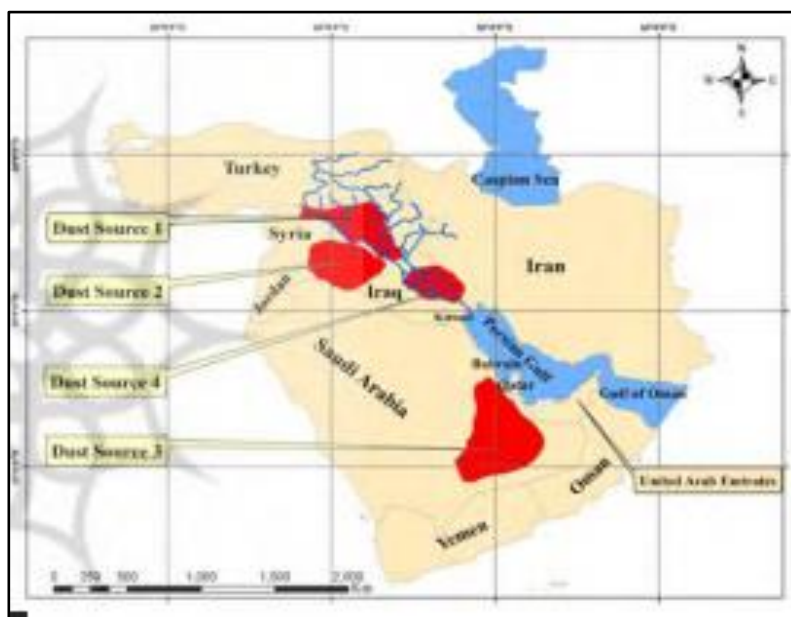 N
W
E
S
Turkey
Caspian Sea
Dust Source 1
Syria
Iran
Dust Source 2
Jordan
Iraq
Kuwait
Persian Gulf
Saudi Arabia
Bahrain
Qatar
Dust Source 4
Gulf of Oman
Dust Source 3
United Arab Emirates
Oman
Yemen
0 250 500 1,000 1,500 2,000
Km